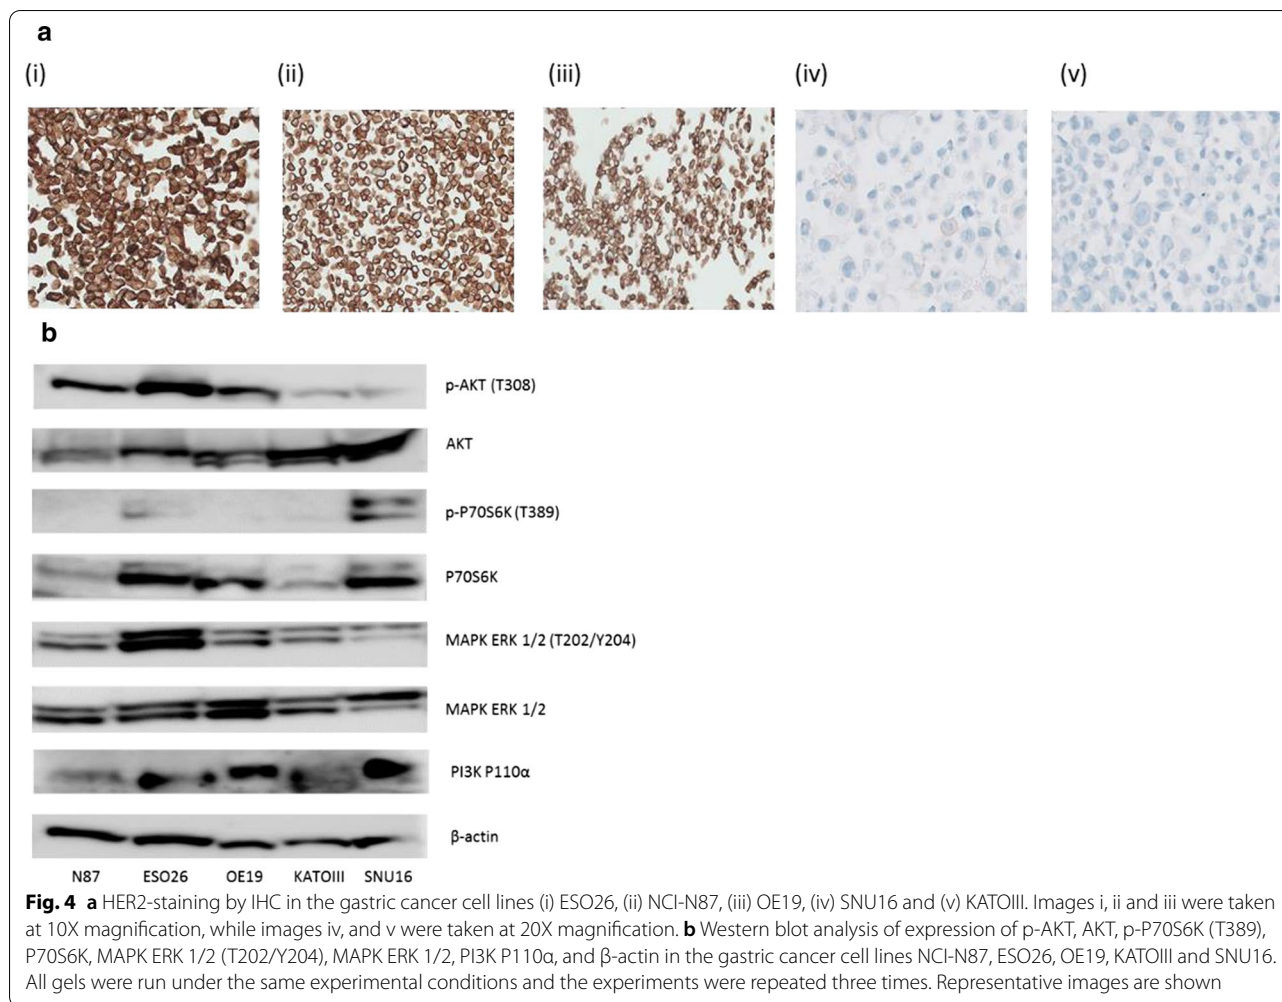 a
(i) (ii) (iii) (iv) (v)
b
p-AKT (T308)
AKT
p-P70S6K (T389)
P70S6K
MAPK ERK 1/2 (T202/Y204)
MAPK ERK 1/2
PI3K P110α
β-actin
N87 ESO26 OE19 KATOIII SNU16
Fig. 4 a HER2-staining by IHC in the gastric cancer cell lines (i) ESO26, (ii) NCI-N87, (iii) OE19, (iv) SNU16 and (v) KATOIII. Images i, ii and iii were taken
at 10X magnification, while images iv, and v were taken at 20X magnification. b Western blot analysis of expression of p-AKT, AKT, p-P70S6K (T389),
P70S6K, MAPK ERK 1/2 (T202/Y204), MAPK ERK 1/2, PI3K P110α, and β-actin in the gastric cancer cell lines NCI-N87, ESO26, OE19, KATOIII and SNU16.
All gels were run under the same experimental conditions and the experiments were repeated three times. Representative images are shown